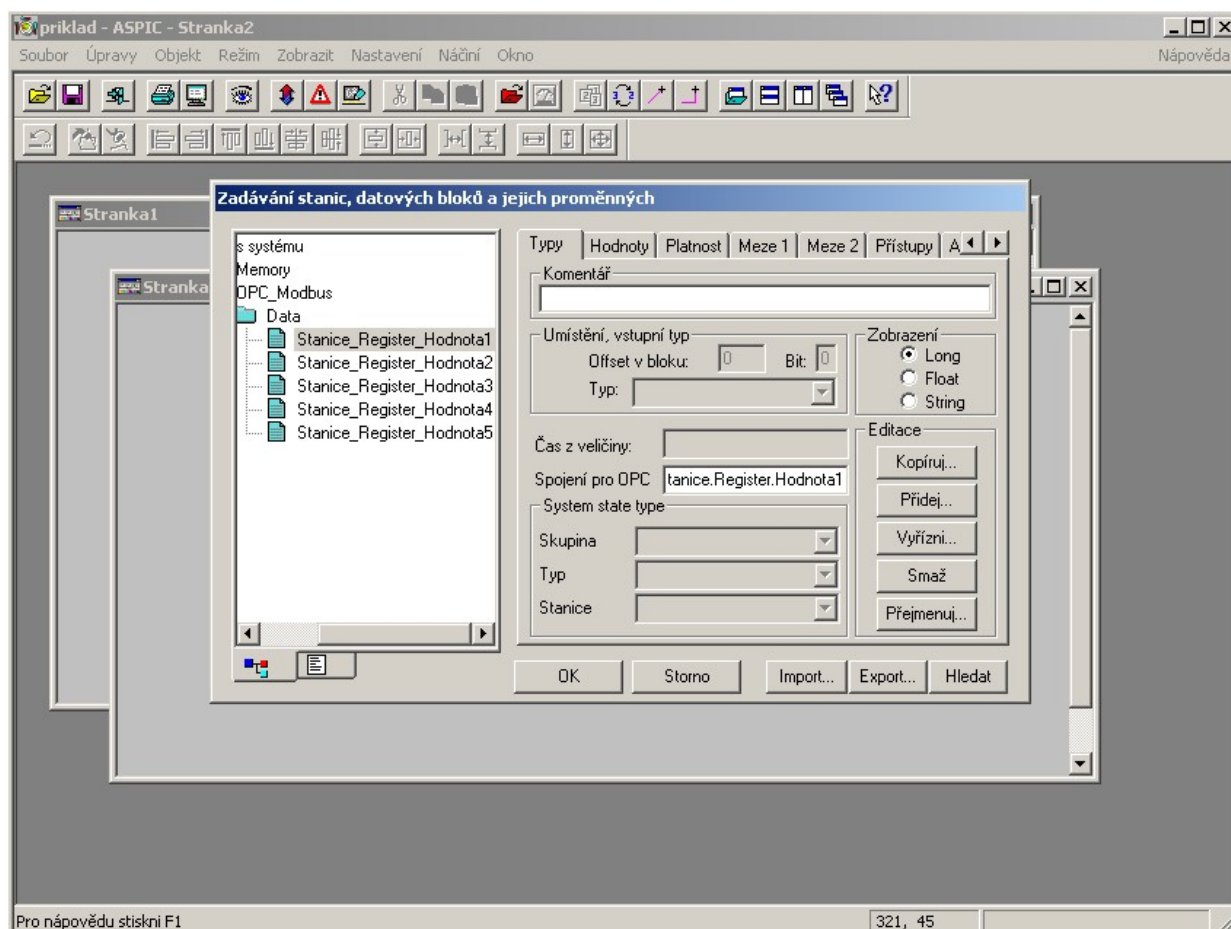 priklad - ASPIC - Stranka2
Soubor Úpravy Objekt Režim Zobrazit Nastavení Náčiní Okno Nápověda
Zadávání stanic, datových bloků a jejich proměnných
Stranka1
Stranka
s systému
Memory
OPC_Modbus
Data
Stanice_Register_Hodnota1
Stanice_Register_Hodnota2
Stanice_Register_Hodnota3
Stanice_Register_Hodnota4
Stanice_Register_Hodnota5
Typy Hodnoty Platnost Meze 1 Meze 2 Přístupy A
Komentář
Umístění, vstupní typ
Offset v bloku: 0 Bit: 0
Typ:
Zobrazení
Long
Float
String
Čas z veličiny:
Spojení pro OPC tanice.Register.Hodnota1
System state type
Skupina
Typ
Stanice
Editace
Kopíruj...
Přidej...
Vyřízni...
Smaž
Přejmenuj...
OK Storno Import... Export... Hledat
Pro nápovědu stiskni F1 321, 45